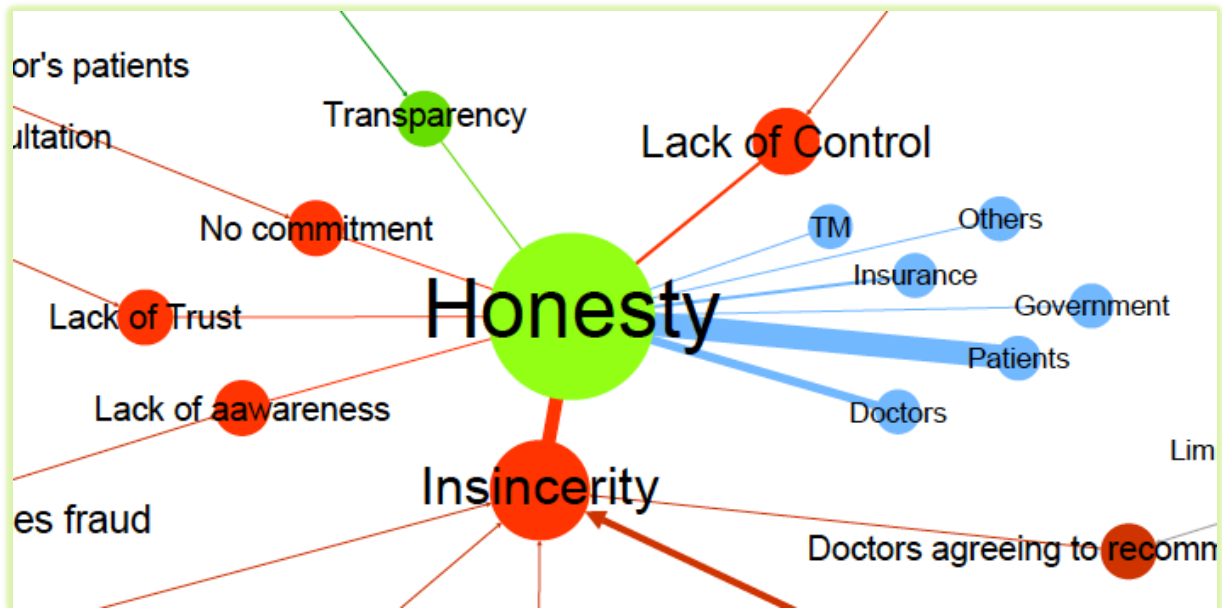 or's patients
Transparency
ultation
Lack of Control
No commitment
TM
Others
Insurance
Honesty
Government
Lack of Trust
Patients
Lack of aawareness
Doctors
Lim
Insincerity
es fraud
Doctors agreeing to recomm